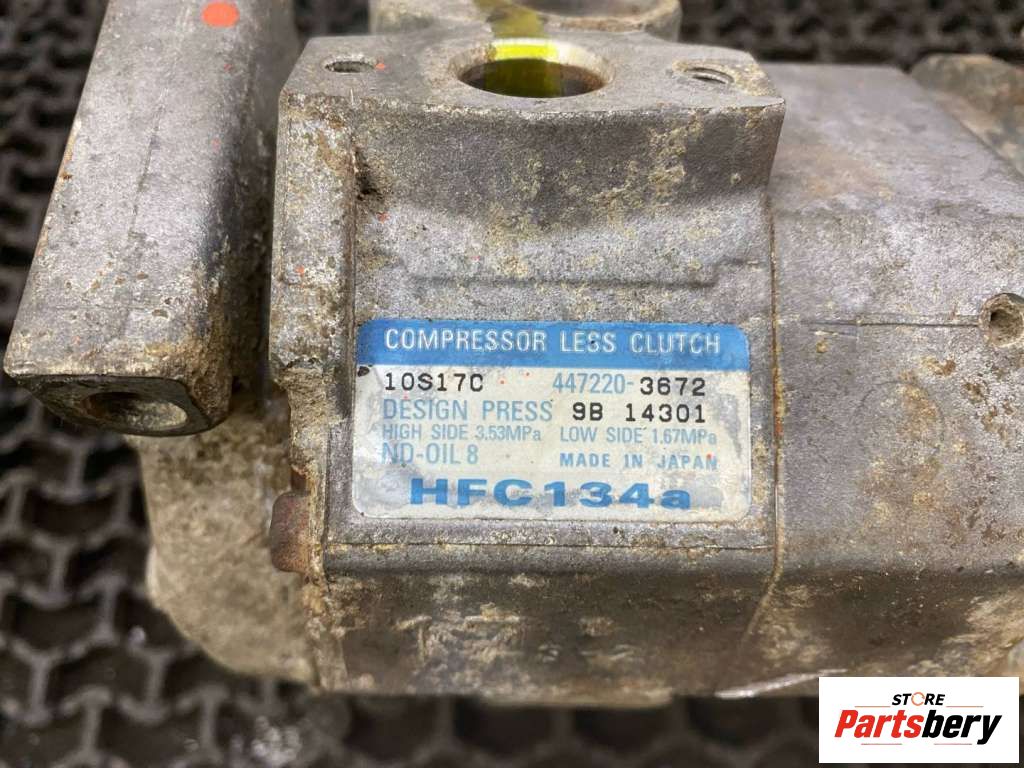 COMPRESSOR LESS CLUTCH
10S17C 447220-3672
DESIGN PRESS 9B 14301
HIGH SIDE 3.53MPa LOW SIDE 1.67MPa
ND-OIL 8 MADE IN JAPAN
HFC134a
STORE
Partsbery